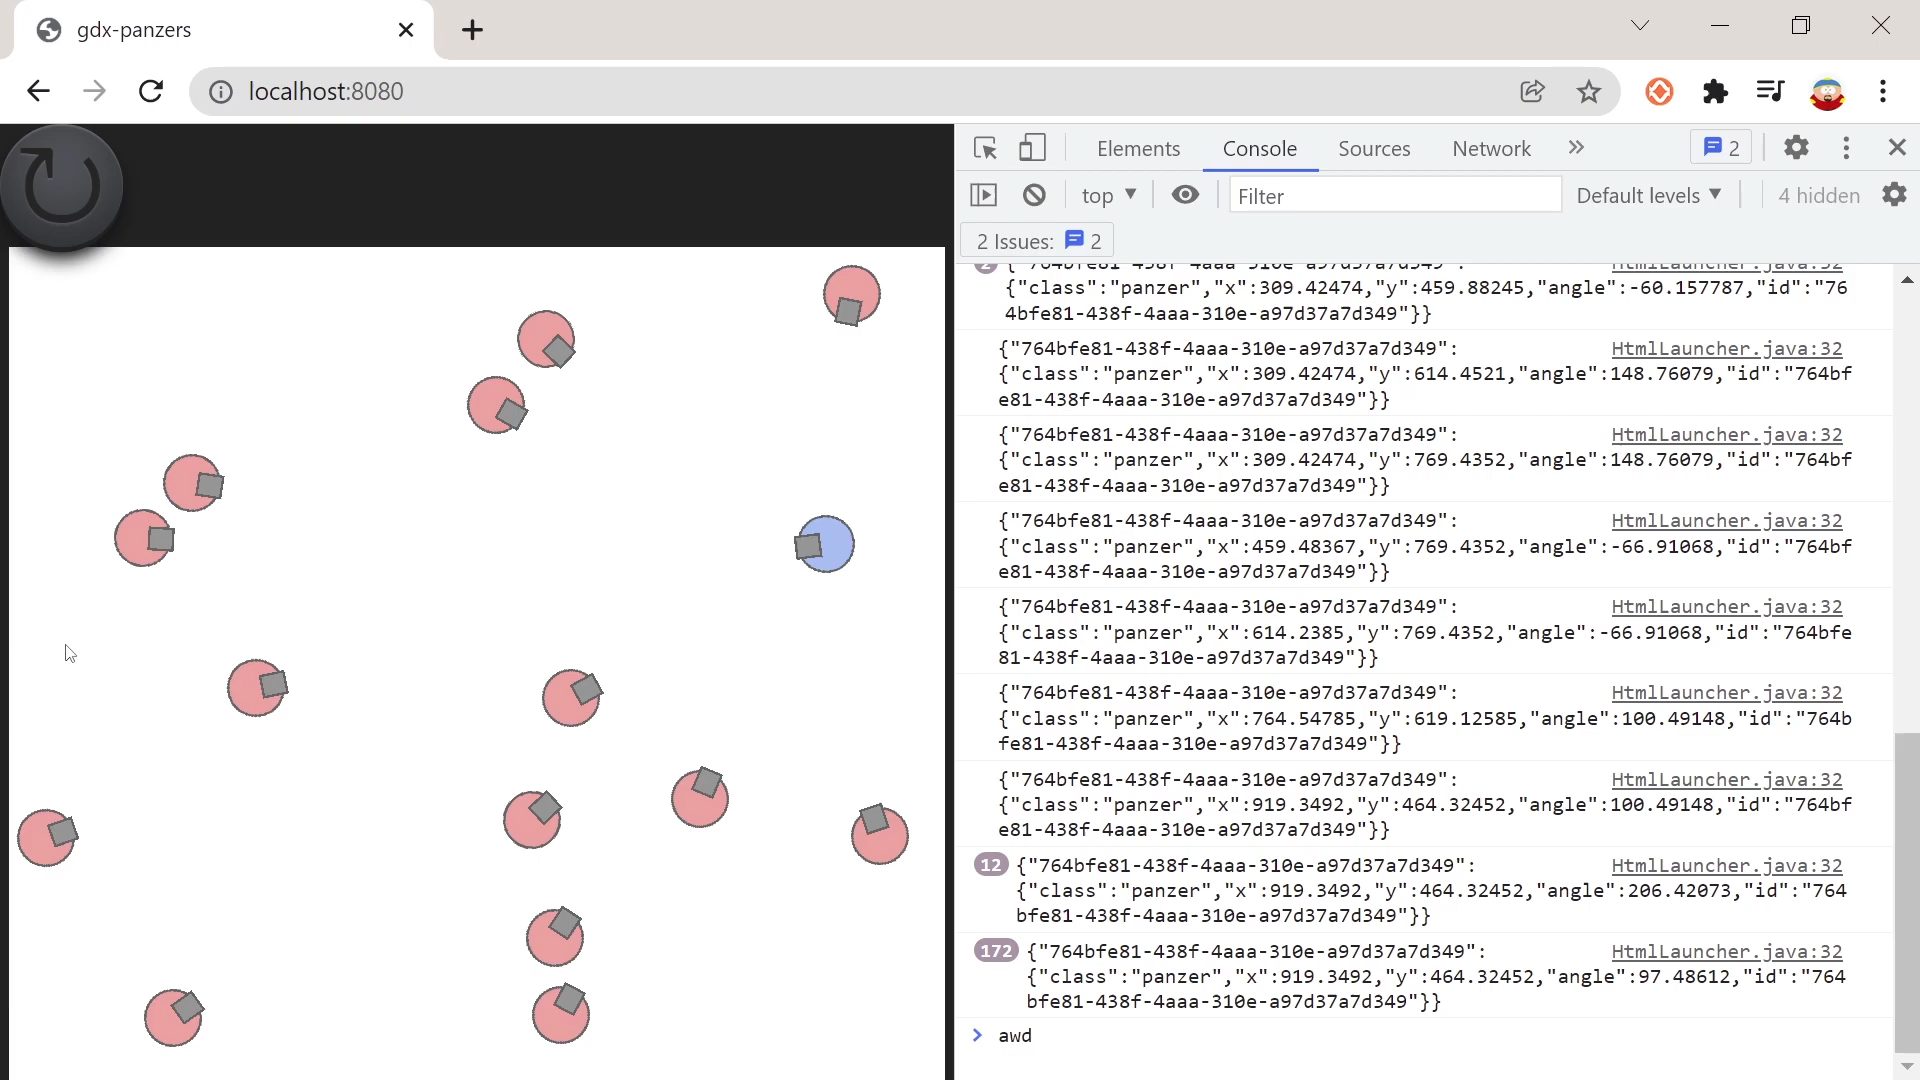 gdx-panzers
localhost:8080
Elements Console Sources Network 2
top Filter Default levels 4 hidden
2 Issues: 2
2 {"764bfe81-438f-4aaa-310e-a97d37a7d349": HtmlLauncher.java:32
{"class":"panzer","x":309.42474,"y":459.88245,"angle":-60.157787,"id":"76
4bfe81-438f-4aaa-310e-a97d37a7d349"}}
{"764bfe81-438f-4aaa-310e-a97d37a7d349": HtmlLauncher.java:32
{"class":"panzer","x":309.42474,"y":614.4521,"angle":148.76079,"id":"764bf
e81-438f-4aaa-310e-a97d37a7d349"}}
{"764bfe81-438f-4aaa-310e-a97d37a7d349": HtmlLauncher.java:32
{"class":"panzer","x":309.42474,"y":769.4352,"angle":148.76079,"id":"764bf
e81-438f-4aaa-310e-a97d37a7d349"}}
{"764bfe81-438f-4aaa-310e-a97d37a7d349": HtmlLauncher.java:32
{"class":"panzer","x":459.48367,"y":769.4352,"angle":-66.91068,"id":"764bf
e81-438f-4aaa-310e-a97d37a7d349"}}
{"764bfe81-438f-4aaa-310e-a97d37a7d349": HtmlLauncher.java:32
{"class":"panzer","x":614.2385,"y":769.4352,"angle":-66.91068,"id":"764bfe
81-438f-4aaa-310e-a97d37a7d349"}}
{"764bfe81-438f-4aaa-310e-a97d37a7d349": HtmlLauncher.java:32
{"class":"panzer","x":764.54785,"y":619.12585,"angle":100.49148,"id":"764b
fe81-438f-4aaa-310e-a97d37a7d349"}}
{"764bfe81-438f-4aaa-310e-a97d37a7d349": HtmlLauncher.java:32
{"class":"panzer","x":919.3492,"y":464.32452,"angle":100.49148,"id":"764bf
e81-438f-4aaa-310e-a97d37a7d349"}}
12 {"764bfe81-438f-4aaa-310e-a97d37a7d349": HtmlLauncher.java:32
{"class":"panzer","x":919.3492,"y":464.32452,"angle":206.42073,"id":"764
bfe81-438f-4aaa-310e-a97d37a7d349"}}
172 {"764bfe81-438f-4aaa-310e-a97d37a7d349": HtmlLauncher.java:32
{"class":"panzer","x":919.3492,"y":464.32452,"angle":97.48612,"id":"764
bfe81-438f-4aaa-310e-a97d37a7d349"}}
awd